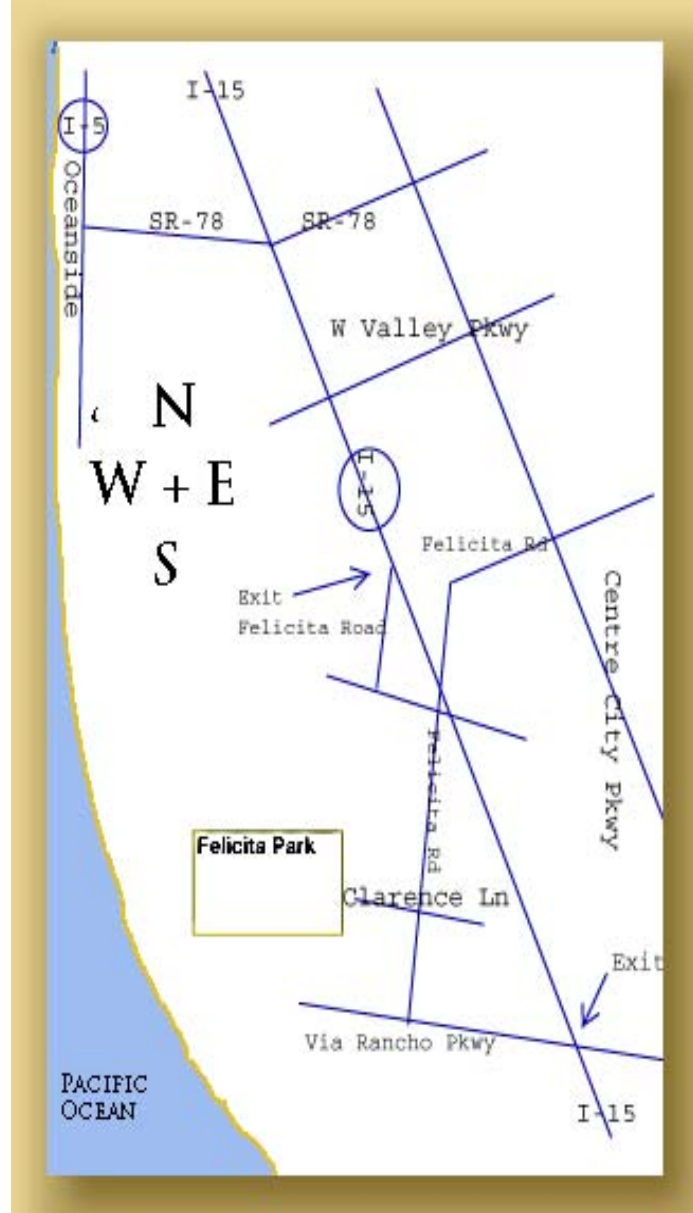 I-15
I-5
Oceanside
SR-78
SR-78
W Valley Pkwy
N
W + E
S
I-15
Felicita Rd
Exit
Felicita Road
Centre City Pkwy
Felicita Rd
Felicita Park
Clarence Ln
Exit
Via Rancho Pkwy
PACIFIC
OCEAN
I-15